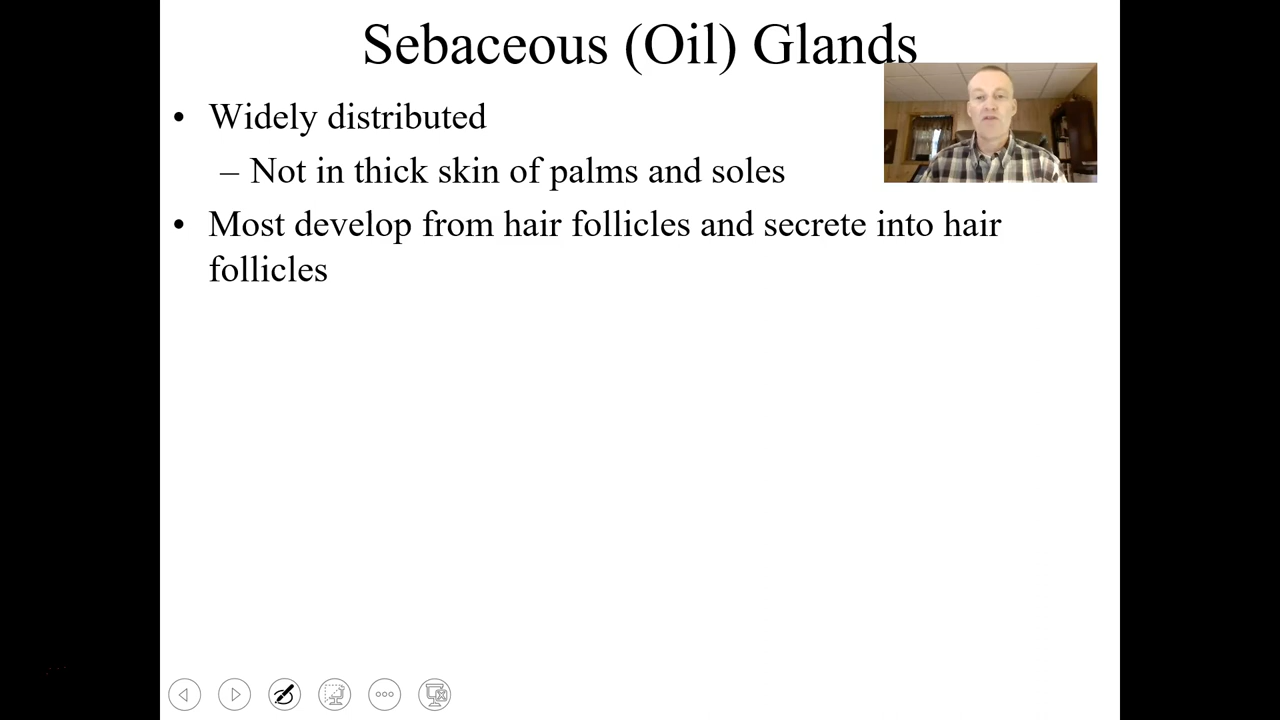 Sebaceous (Oil) Glands
• Widely distributed
– Not in thick skin of palms and soles
• Most develop from hair follicles and secrete into hair
follicles